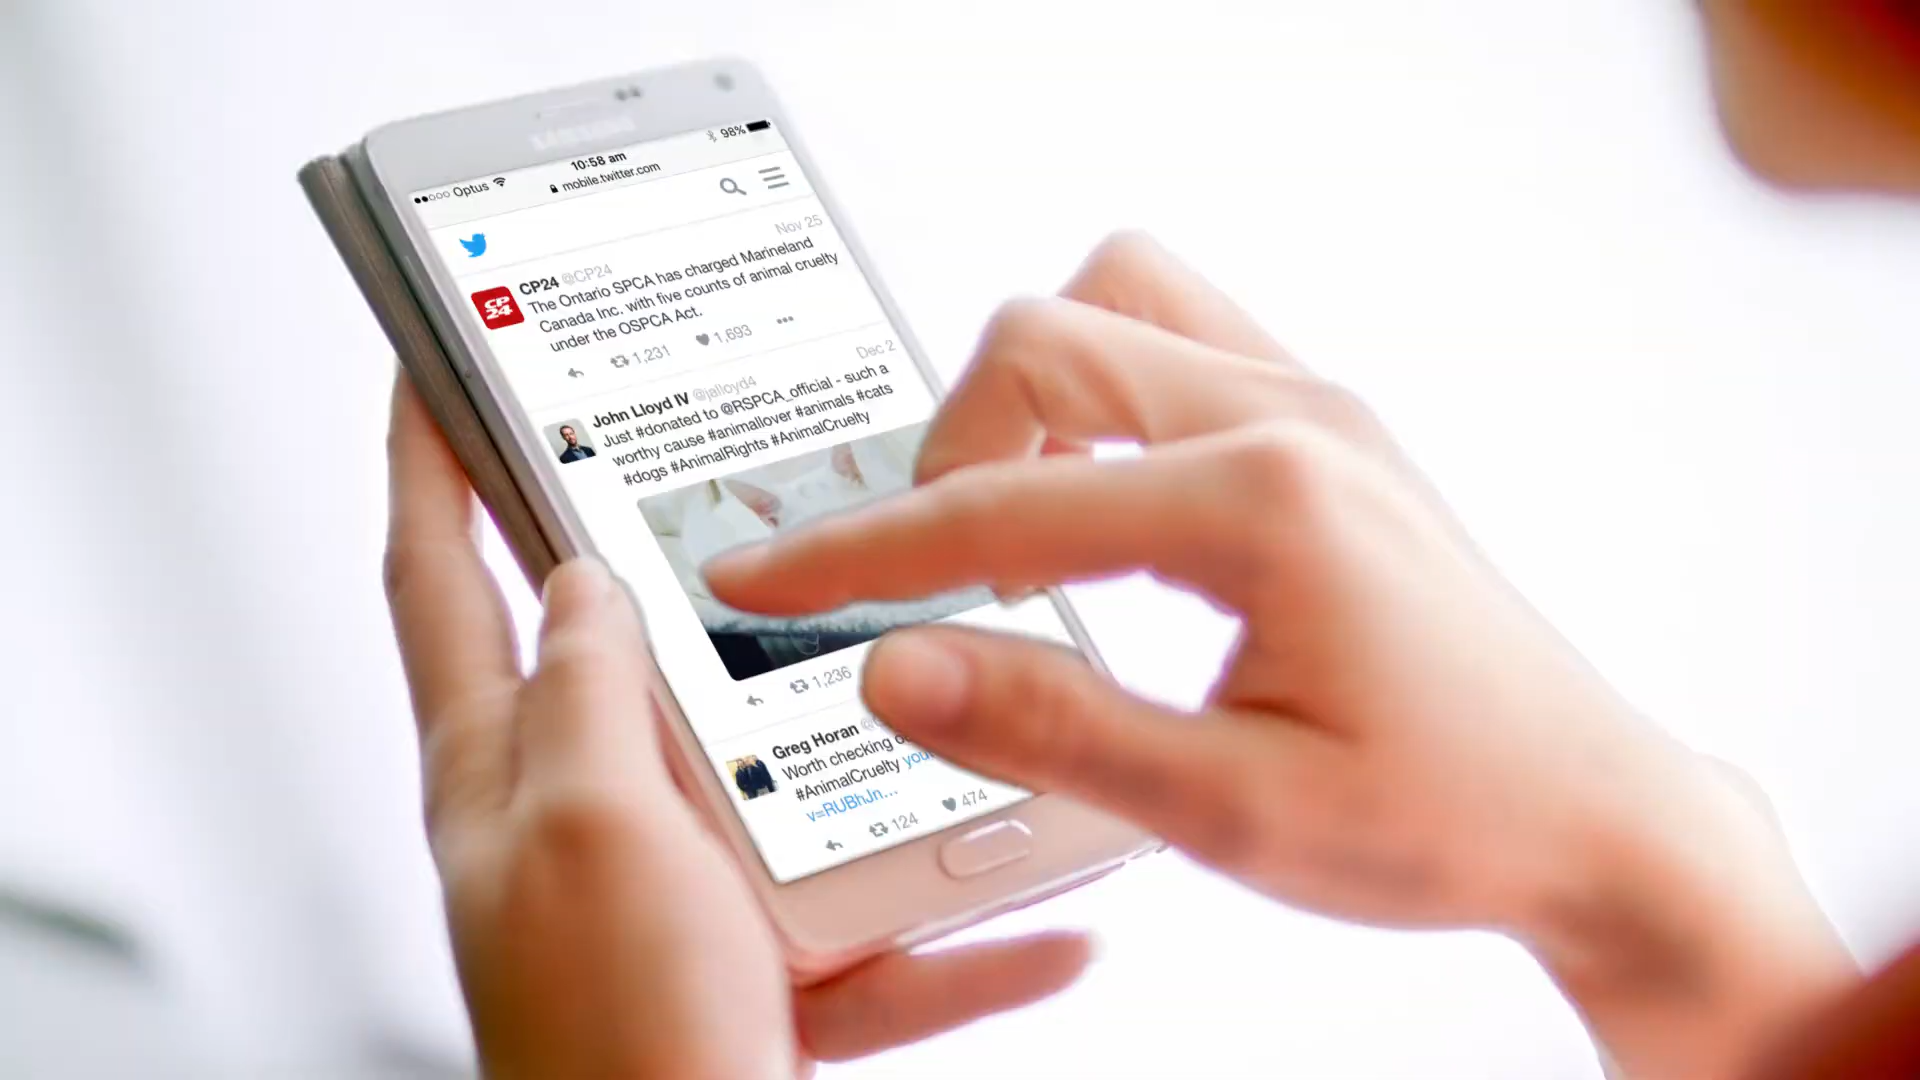 SAMSUNG
Optus
10:58 am
98%
mobile.twitter.com
CP24 @CP24
Nov 25
CP
24
The Ontario SPCA has charged Marineland
Canada Inc. with five counts of animal cruelty
under the OSPCA Act.
1,231
1,693
John Lloyd IV @jalloyd4
Dec 2
Just #donated to @RSPCA_official - such a
worthy cause #animallover #animals #cats
#dogs #AnimalRights #AnimalCruelty
1,236
Greg Horan
Worth checking
#AnimalCruelty
v=RUBhJn...
124
474